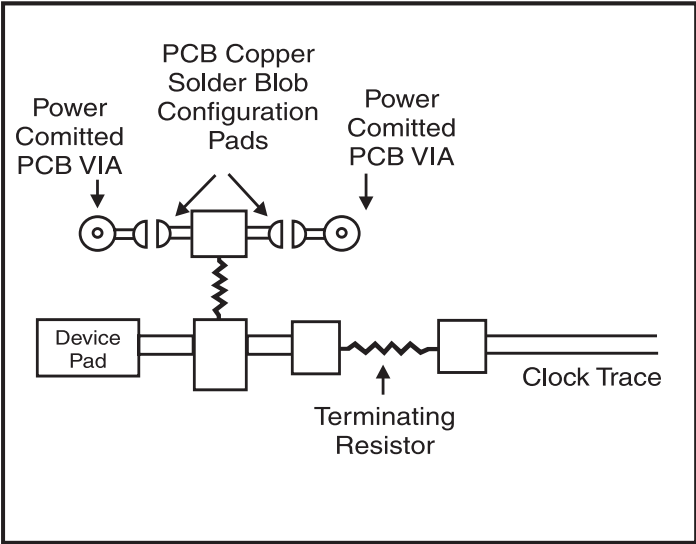 PCB Copper
Solder Blob
Configuration
Pads
Power
Comitted
PCB VIA
Power
Comitted
PCB VIA
Device
Pad
Clock Trace
Terminating
Resistor